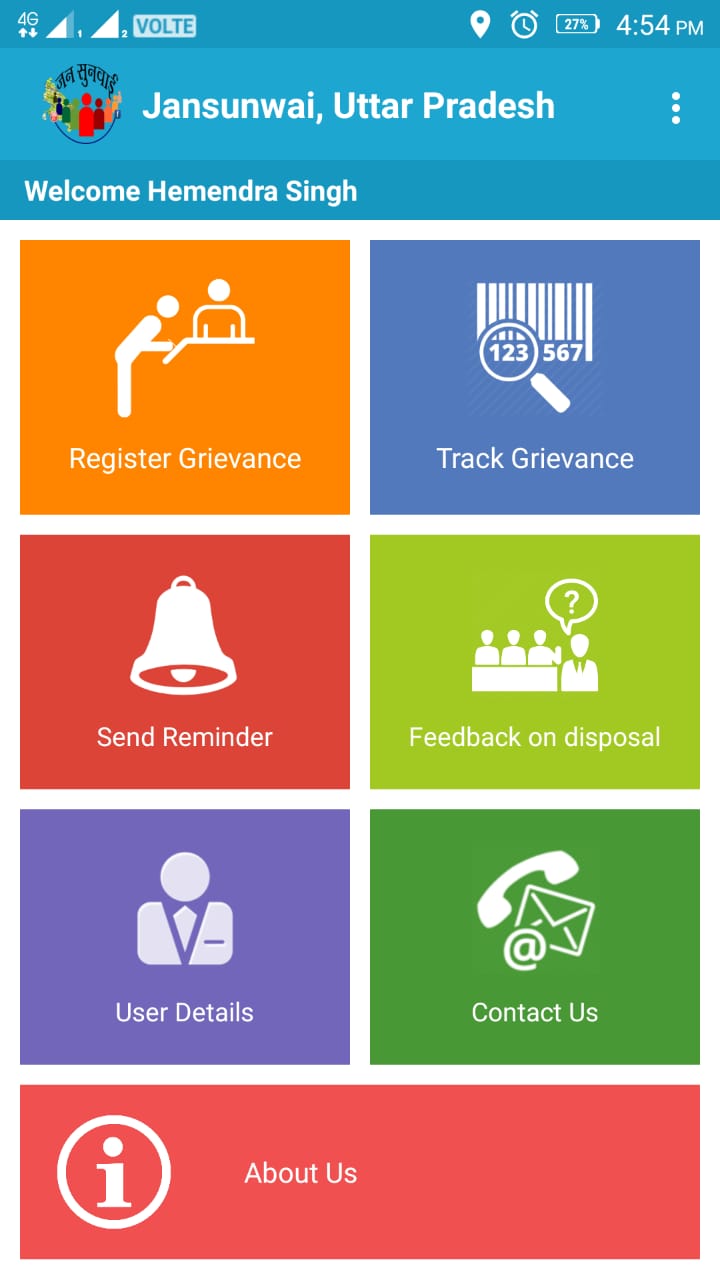 4G 1 2 VOLTE 27% 4:54 PM
जन सुनवाई
Jansunwai, Uttar Pradesh
Welcome Hemendra Singh
123 567
Register Grievance
Track Grievance
?
Send Reminder
Feedback on disposal
@
User Details
Contact Us
i
About Us